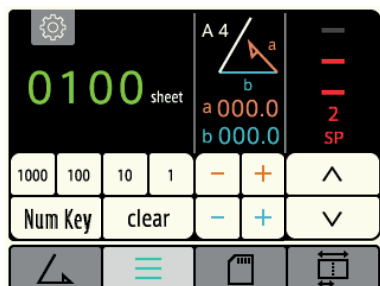 A 4
a
b
0100 sheet
a 000.0
b 000.0
2
SP
1000 100 10 1 − +
Num Key clear − +